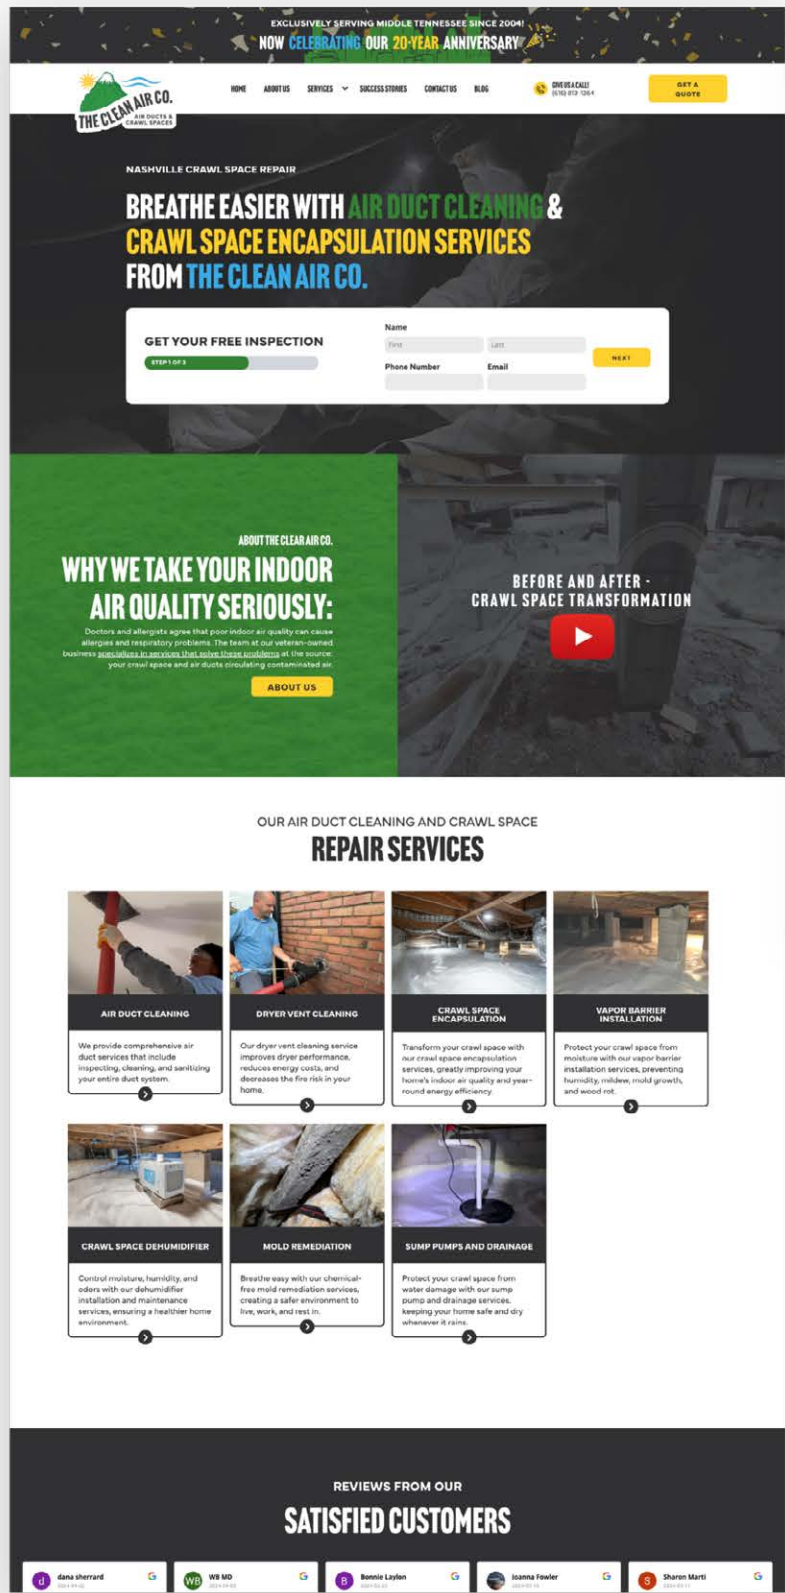 EXCLUSIVELY SERVING MIDDLE TENNESSEE SINCE 2004!
NOW CELEBRATING OUR 20-YEAR ANNIVERSARY
THE CLEAN AIR CO.
AIR DUCTS &
CRAWL SPACES
HOME ABOUT US SERVICES SUCCESS STORIES CONTACT US BLOG
GIVE US A CALL!
GET A
QUOTE
NASHVILLE CRAWL SPACE REPAIR
BREATHE EASIER WITH AIR DUCT CLEANING &
CRAWL SPACE ENCAPSULATION SERVICES
FROM THE CLEAN AIR CO.
GET YOUR FREE INSPECTION
STEP 1 OF 3
Name
First Last
Phone Number Email
NEXT
ABOUT THE CLEAR AIR CO.
WHY WE TAKE YOUR INDOOR
AIR QUALITY SERIOUSLY:
Doctors and allergists agree that poor indoor air quality can cause
allergies and respiratory problems. The team at our veteran-owned
business specializes in services that solve these problems at the source:
your crawl space and air ducts circulating contaminated air.
ABOUT US
BEFORE AND AFTER -
CRAWL SPACE TRANSFORMATION
OUR AIR DUCT CLEANING AND CRAWL SPACE
REPAIR SERVICES
AIR DUCT CLEANING
We provide comprehensive air
duct services that include
inspecting, cleaning, and sanitizing
your entire duct system.
DRYER VENT CLEANING
Our dryer vent cleaning service
improves dryer performance,
reduces energy costs, and
decreases the fire risk in your
home.
CRAWL SPACE
ENCAPSULATION
Transform your crawl space with
our crawl space encapsulation
services, greatly improving your
home's indoor air quality and year-
round energy efficiency.
VAPOR BARRIER
INSTALLATION
Protect your crawl space from
moisture with our vapor barrier
installation services, preventing
humidity, mildew, mold growth,
and wood rot.
CRAWL SPACE DEHUMIDIFIER
Control moisture, humidity, and
odors with our dehumidifier
installation and maintenance
services, ensuring a healthier home
environment.
MOLD REMEDIATION
Breathe easy with our chemical-
free mold remediation services,
creating a safer environment to
live, work, and rest in.
SUMP PUMPS AND DRAINAGE
Protect your crawl space from
water damage with our sump
pump and drainage services,
keeping your home safe and dry
whenever it rains.
REVIEWS FROM OUR
SATISFIED CUSTOMERS
d dana sherrard G
WB WB MD G
B Bonnie Laylon G
Joanna Fowler G
S Sharon Marti G